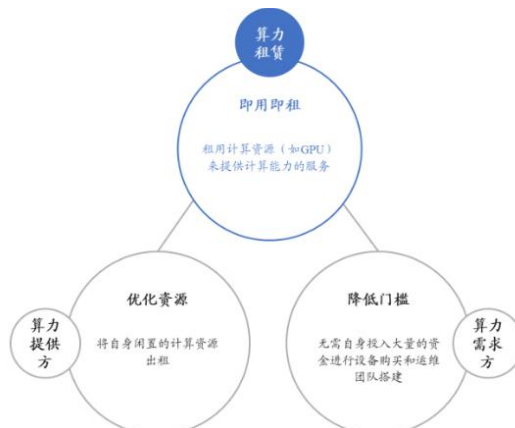 算力
租赁
即用即租
租用计算资源（如GPU）
来提供计算能力的服务
算力
提供
方
优化资源
将自身闲置的计算资源
出租
降低门槛
无需自身投入大量的资
金进行设备购买和运维
团队搭建
算力
需求
方